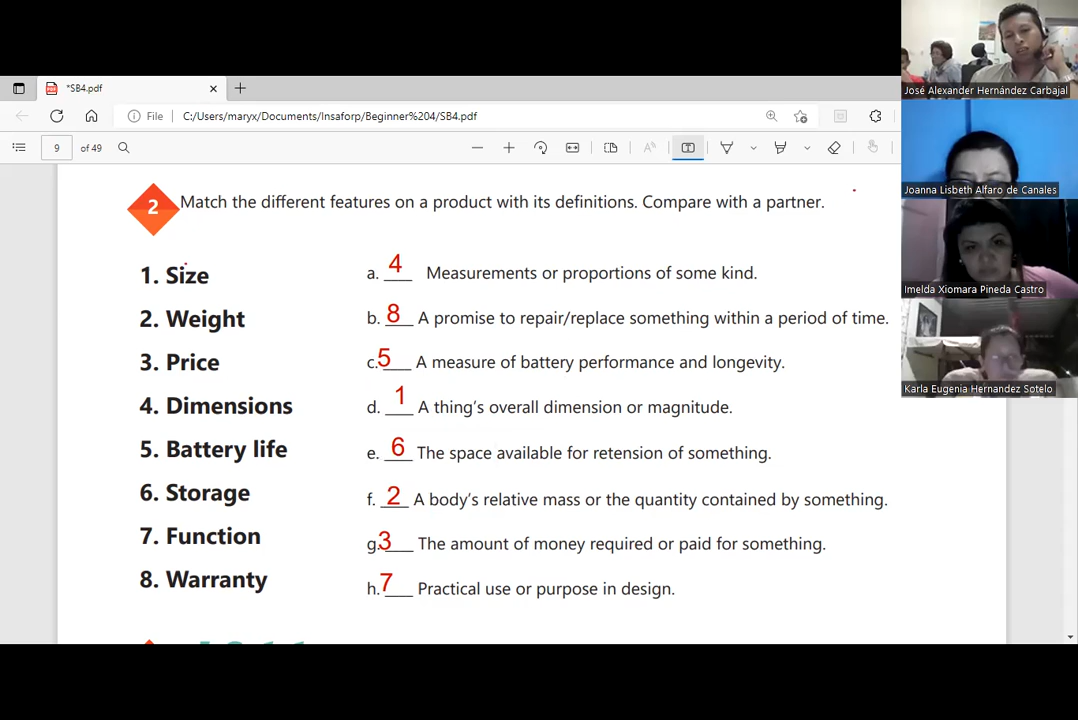 *SB4.pdf
File C:/Users/maryx/Documents/Insaforp/Beginner%204/SB4.pdf
9 of 49
José Alexander Hernández Carbajal
Joanna Lisbeth Alfaro de Canales
Imelda Xiomara Pineda Castro
Karla Eugenia Hernandez Sotelo
2 Match the different features on a product with its definitions. Compare with a partner.
1. Size
2. Weight
3. Price
4. Dimensions
5. Battery life
6. Storage
7. Function
8. Warranty
a. 4 Measurements or proportions of some kind.
b. 8 A promise to repair/replace something within a period of time.
c. 5 A measure of battery performance and longevity.
d. 1 A thing's overall dimension or magnitude.
e. 6 The space available for retension of something.
f. 2 A body's relative mass or the quantity contained by something.
g. 3 The amount of money required or paid for something.
h. 7 Practical use or purpose in design.